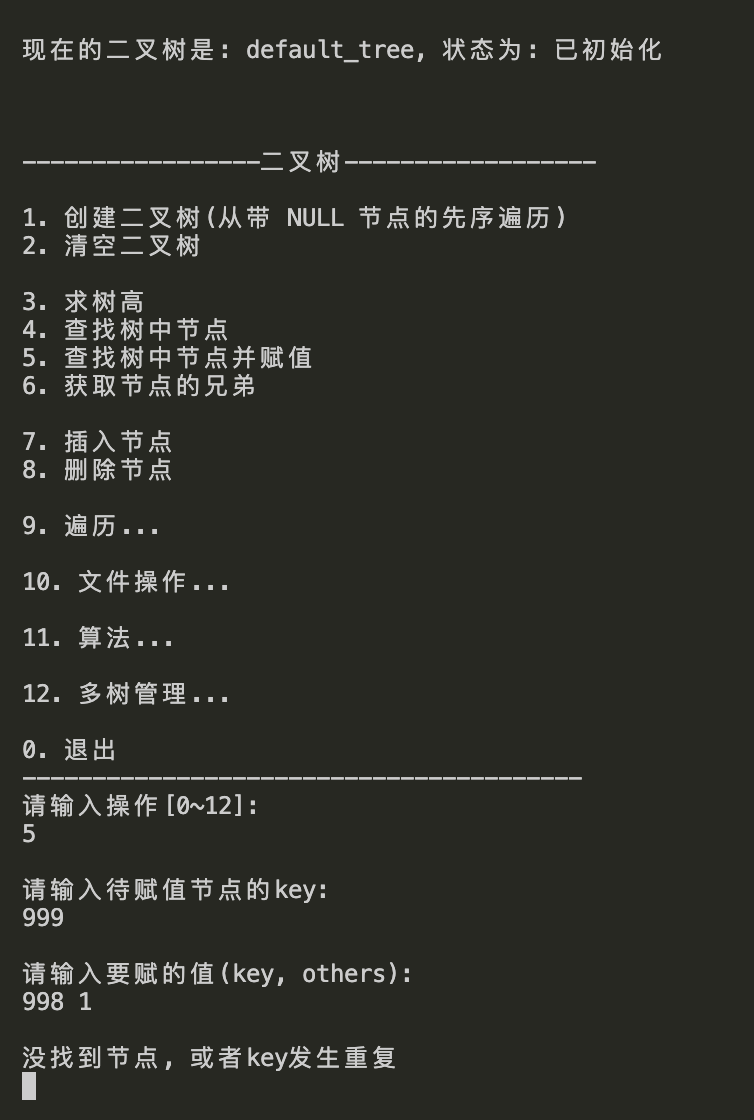 现在的二叉树是: default_tree, 状态为: 已初始化
-----------------二叉树------------------
1. 创建二叉树(从带 NULL 节点的先序遍历)
2. 清空二叉树
3. 求树高
4. 查找树中节点
5. 查找树中节点并赋值
6. 获取节点的兄弟
7. 插入节点
8. 删除节点
9. 遍历...
10. 文件操作...
11. 算法...
12. 多树管理...
0. 退出
----------------------------------------
请输入操作[0~12]:
5
请输入待赋值节点的key:
999
请输入要赋的值(key, others):
998 1
没找到节点, 或者key发生重复